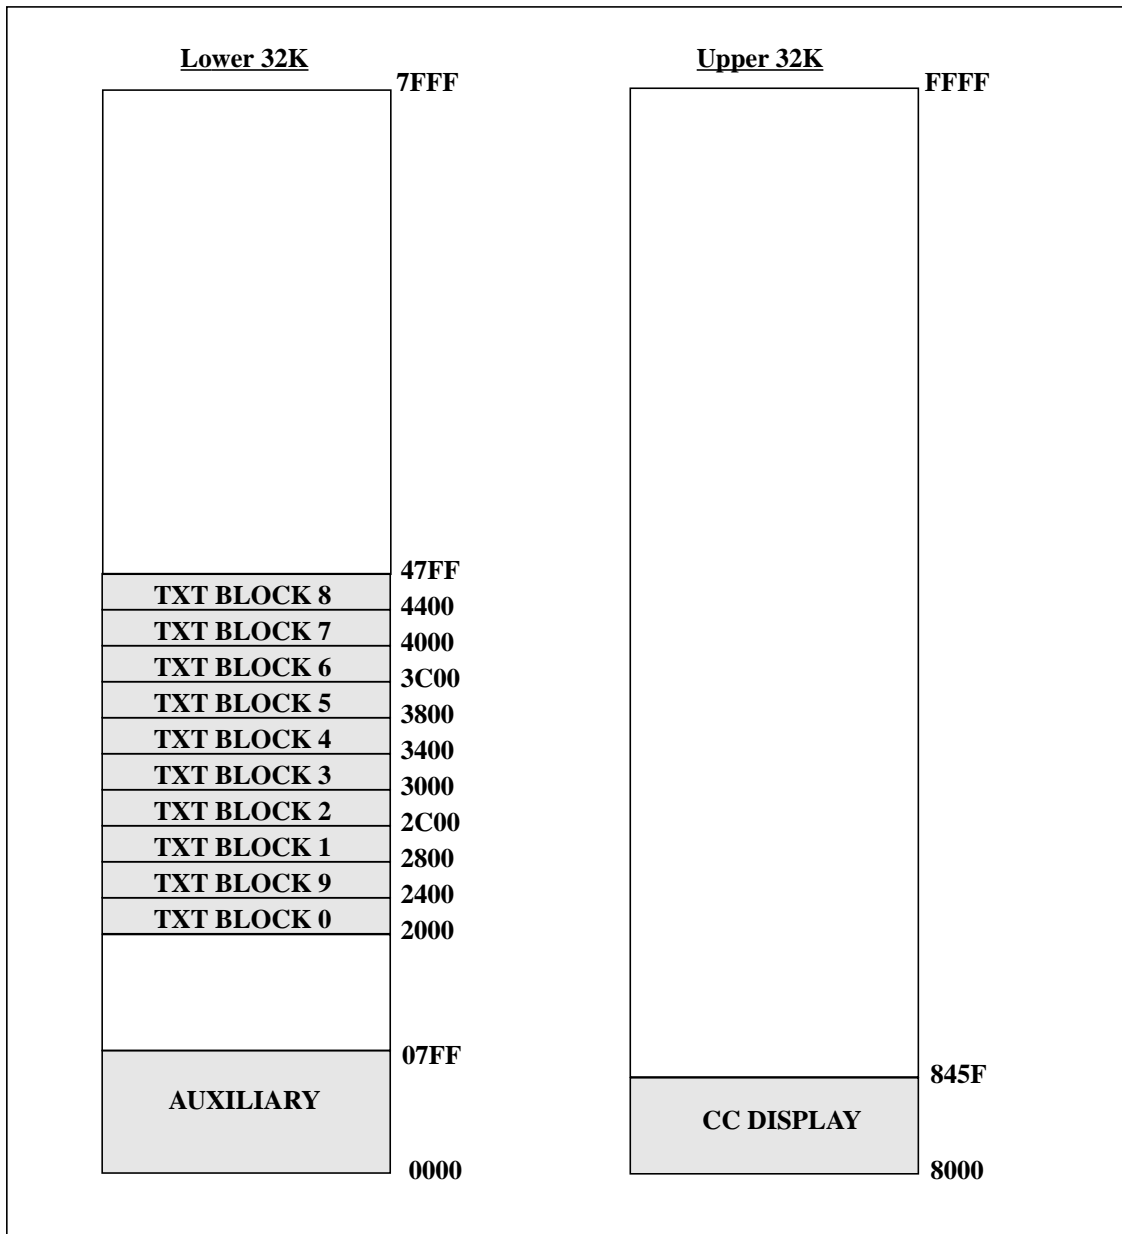 Lower 32K
7FFF
47FF
TXT BLOCK 8
4400
TXT BLOCK 7
4000
TXT BLOCK 6
3C00
TXT BLOCK 5
3800
TXT BLOCK 4
3400
TXT BLOCK 3
3000
TXT BLOCK 2
2C00
TXT BLOCK 1
2800
TXT BLOCK 9
2400
TXT BLOCK 0
2000
07FF
AUXILIARY
0000
Upper 32K
FFFF
845F
CC DISPLAY
8000